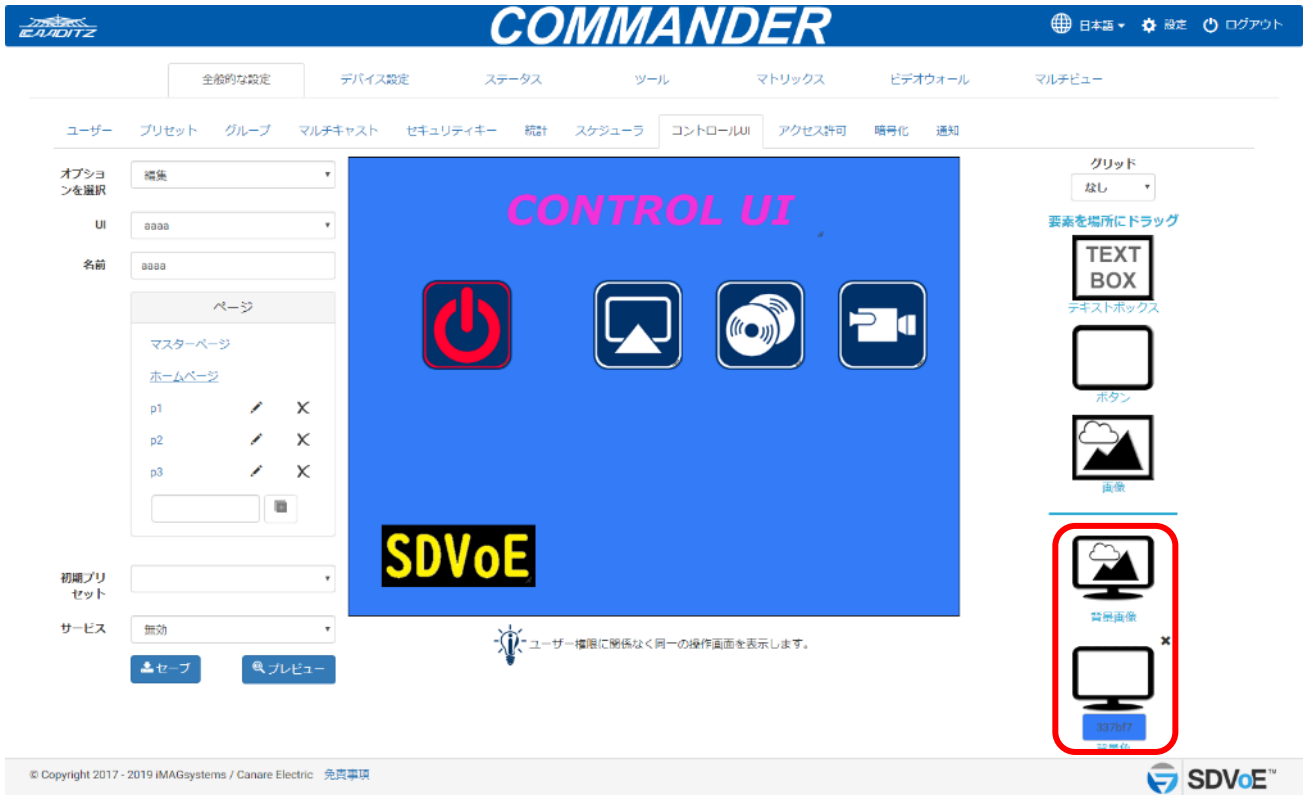 CANDITZ
COMMANDER
日本語
設定
ログアウト
全般的な設定
デバイス設定
ステータス
ツール
マトリックス
ビデオウォール
マルチビュー
ユーザー
プリセット
グループ
マルチキャスト
セキュリティキー
統計
スケジューラ
コントロールUI
アクセス許可
暗号化
通知
オプショ
ンを選択
編集
UI
aaaa
名前
aaaa
ページ
マスターページ
ホームページ
p1
p2
p3
初期プリ
セット
サービス
無効
セーブ
プレビュー
CONTROL UI
SDVoE
ユーザー権限に関係なく同一の操作画面を表示します。
グリッド
なし
要素を場所にドラッグ
TEXT
BOX
テキストボックス
ボタン
画像
背景画像
337bf7
背景色
© Copyright 2017 - 2019 iMAGsystems / Canare Electric 免責事項
SDVoE™